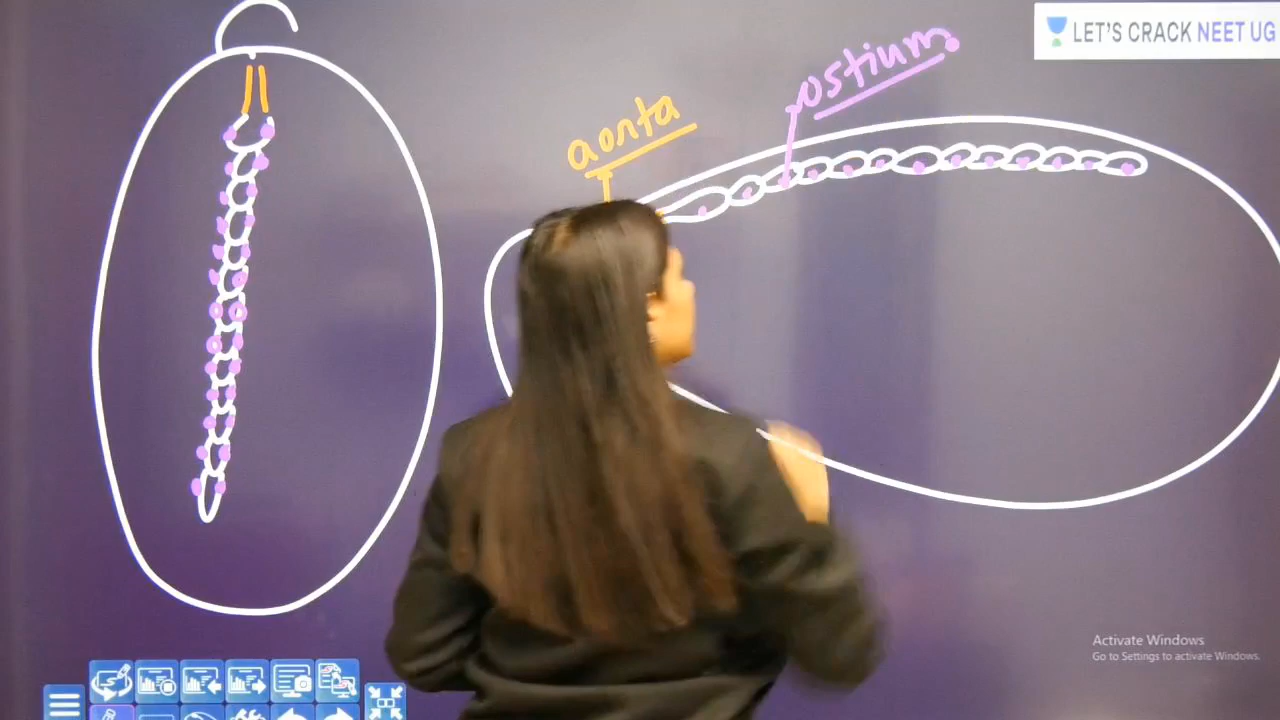 LET'S CRACK NEET UG
ostium
aorta
Activate Windows
Go to Settings to activate Windows.